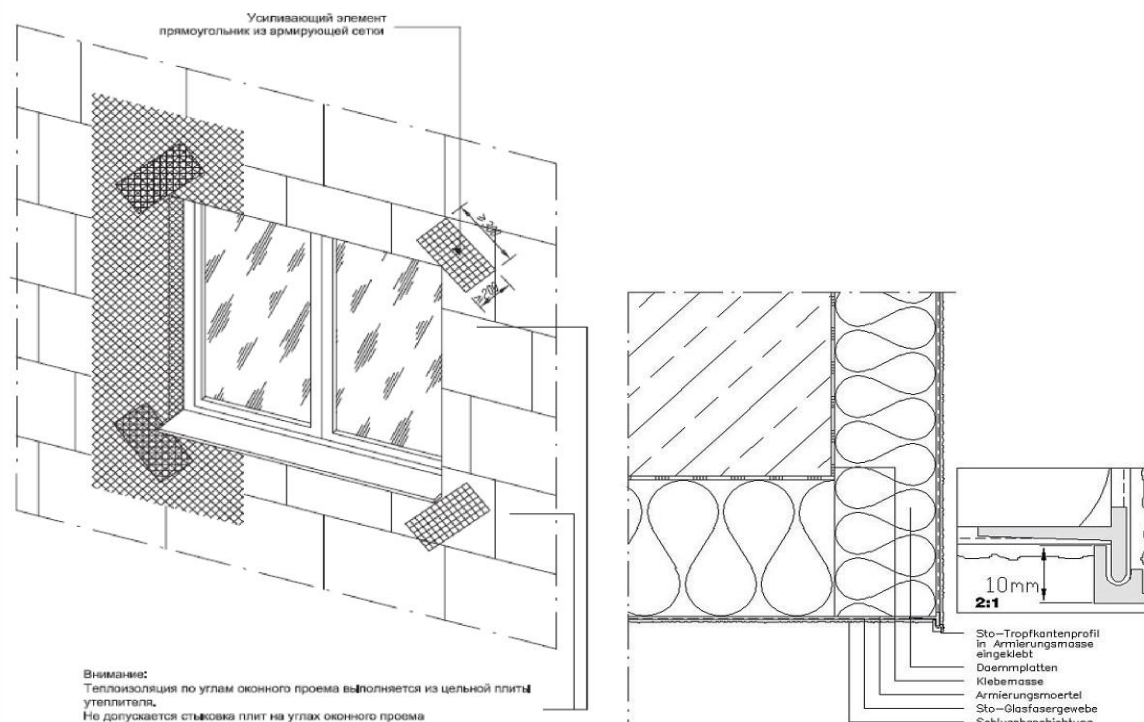 Усиливающий элемент
прямоугольник из армирующей сетки
≥200
Внимание:
Теплоизоляция по углам оконного проема выполняется из цельной плиты
утеплителя.
Не допускается стыковка плит на углах оконного проема
10mm
2:1
Sto-Tropfkantenprofil
in Armierungsmasse
eingeklebt
Daemmplatten
Klebemasse
Armierungsmoertel
Sto-Glasfasergewebe